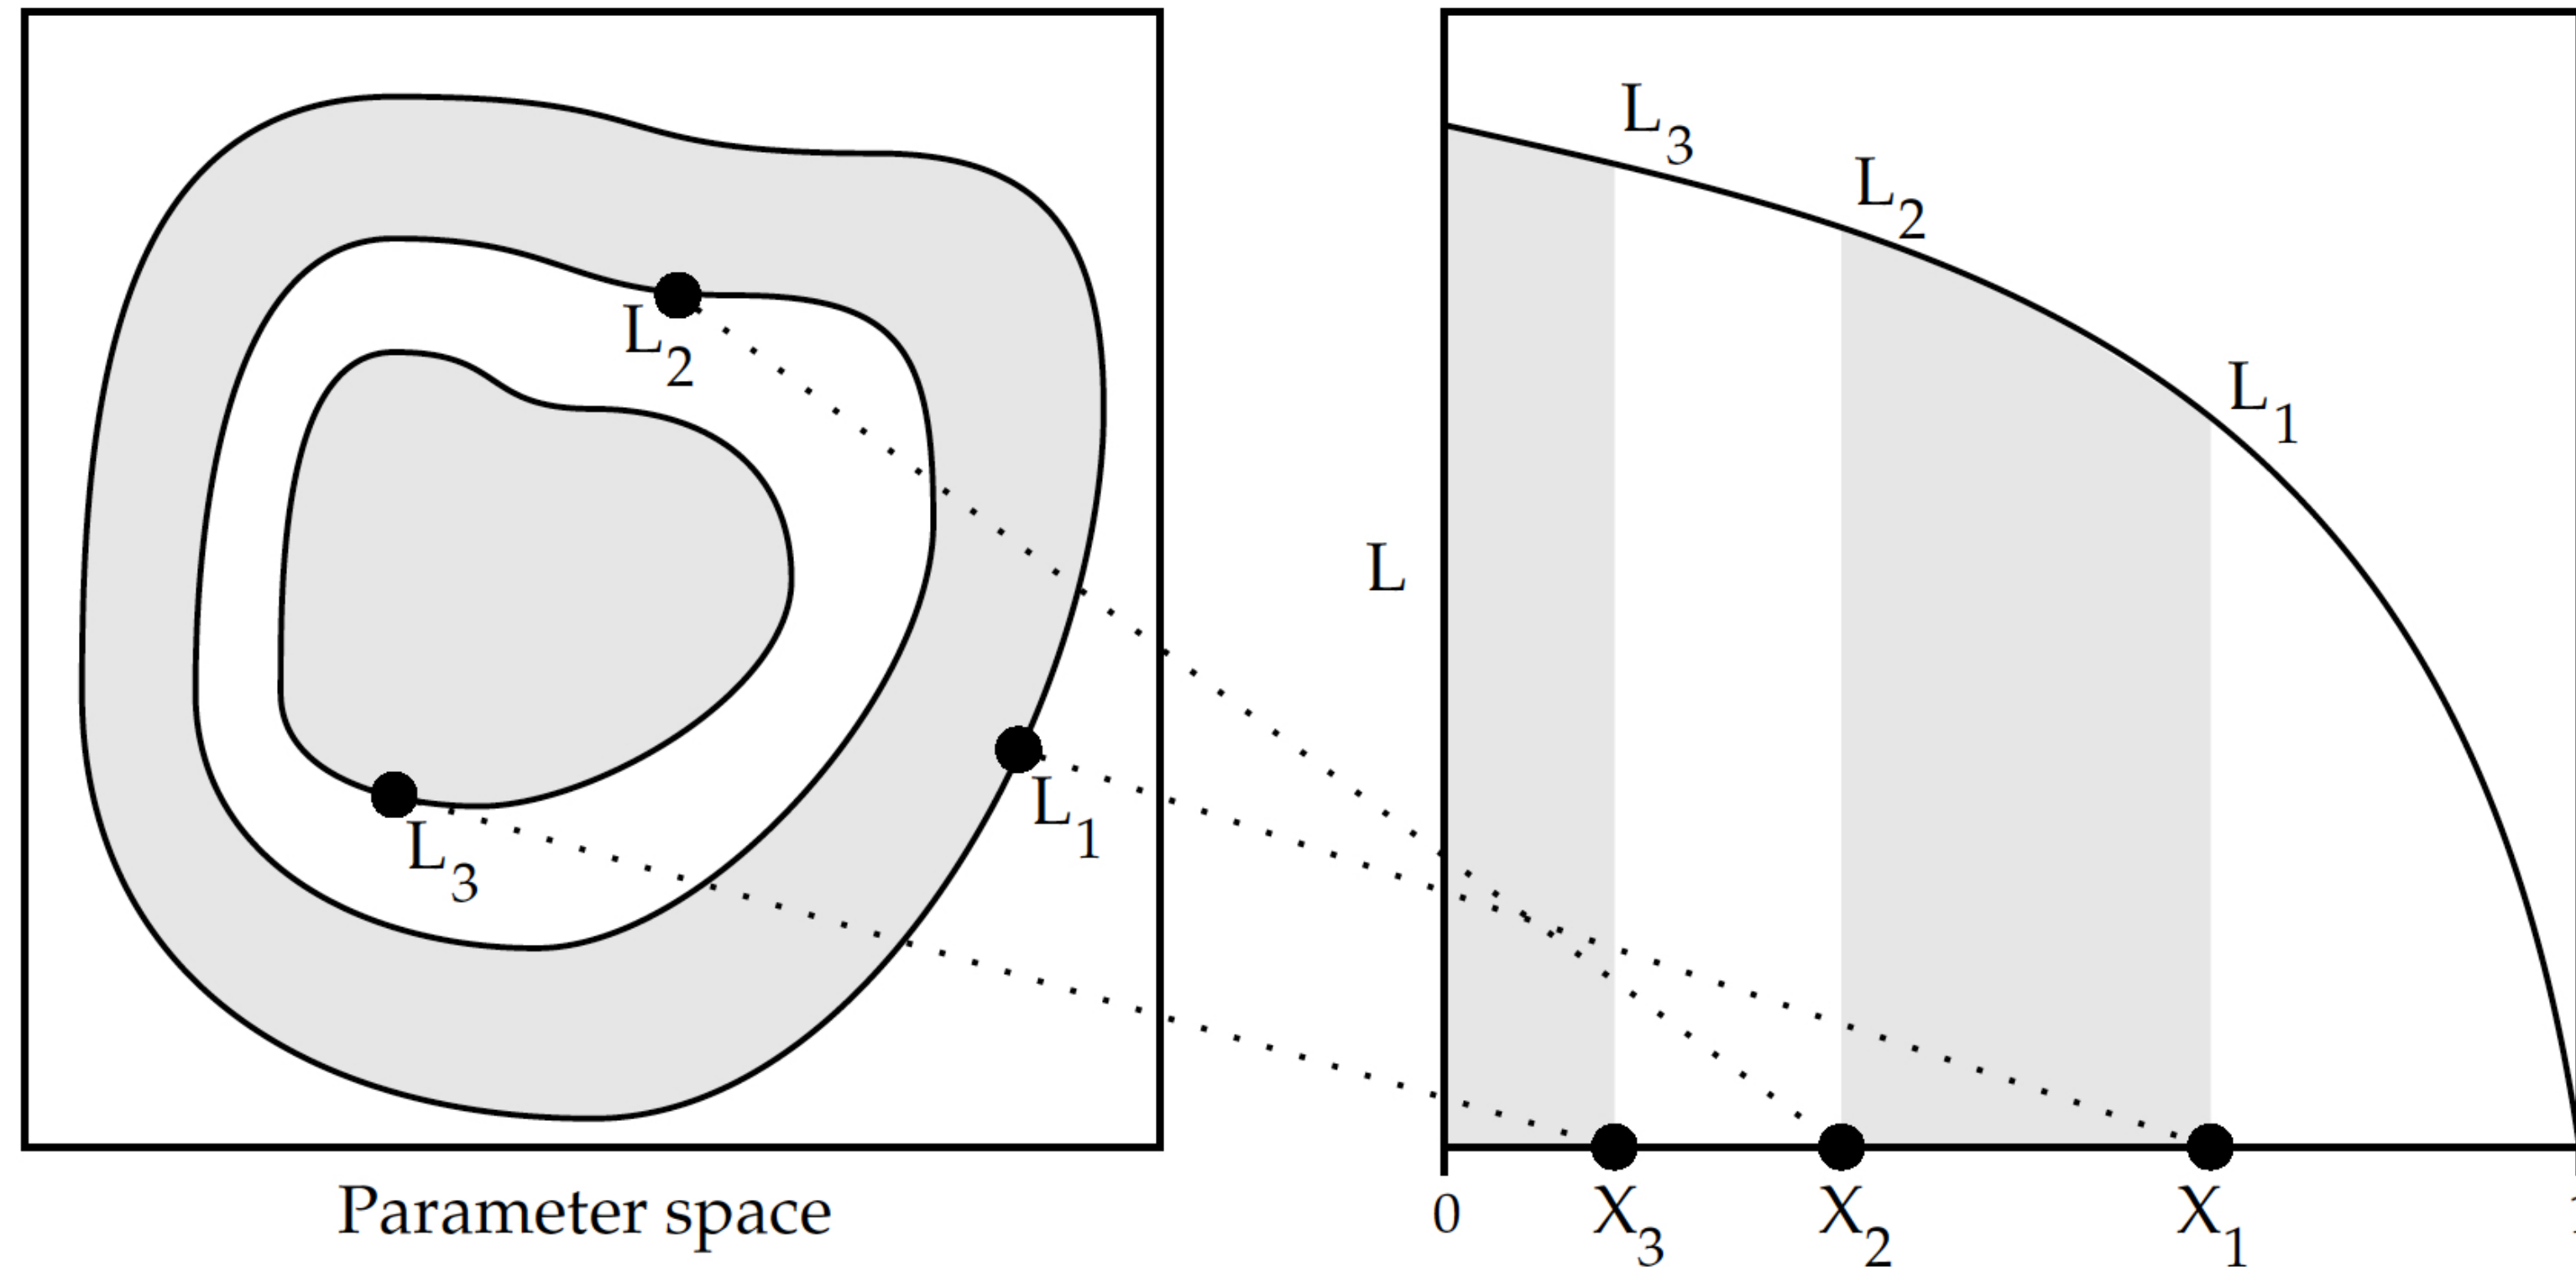 L₃
L₂
L₁
L₂
L
L₁
L₃
0 X₃ X₂ X₁
Parameter space